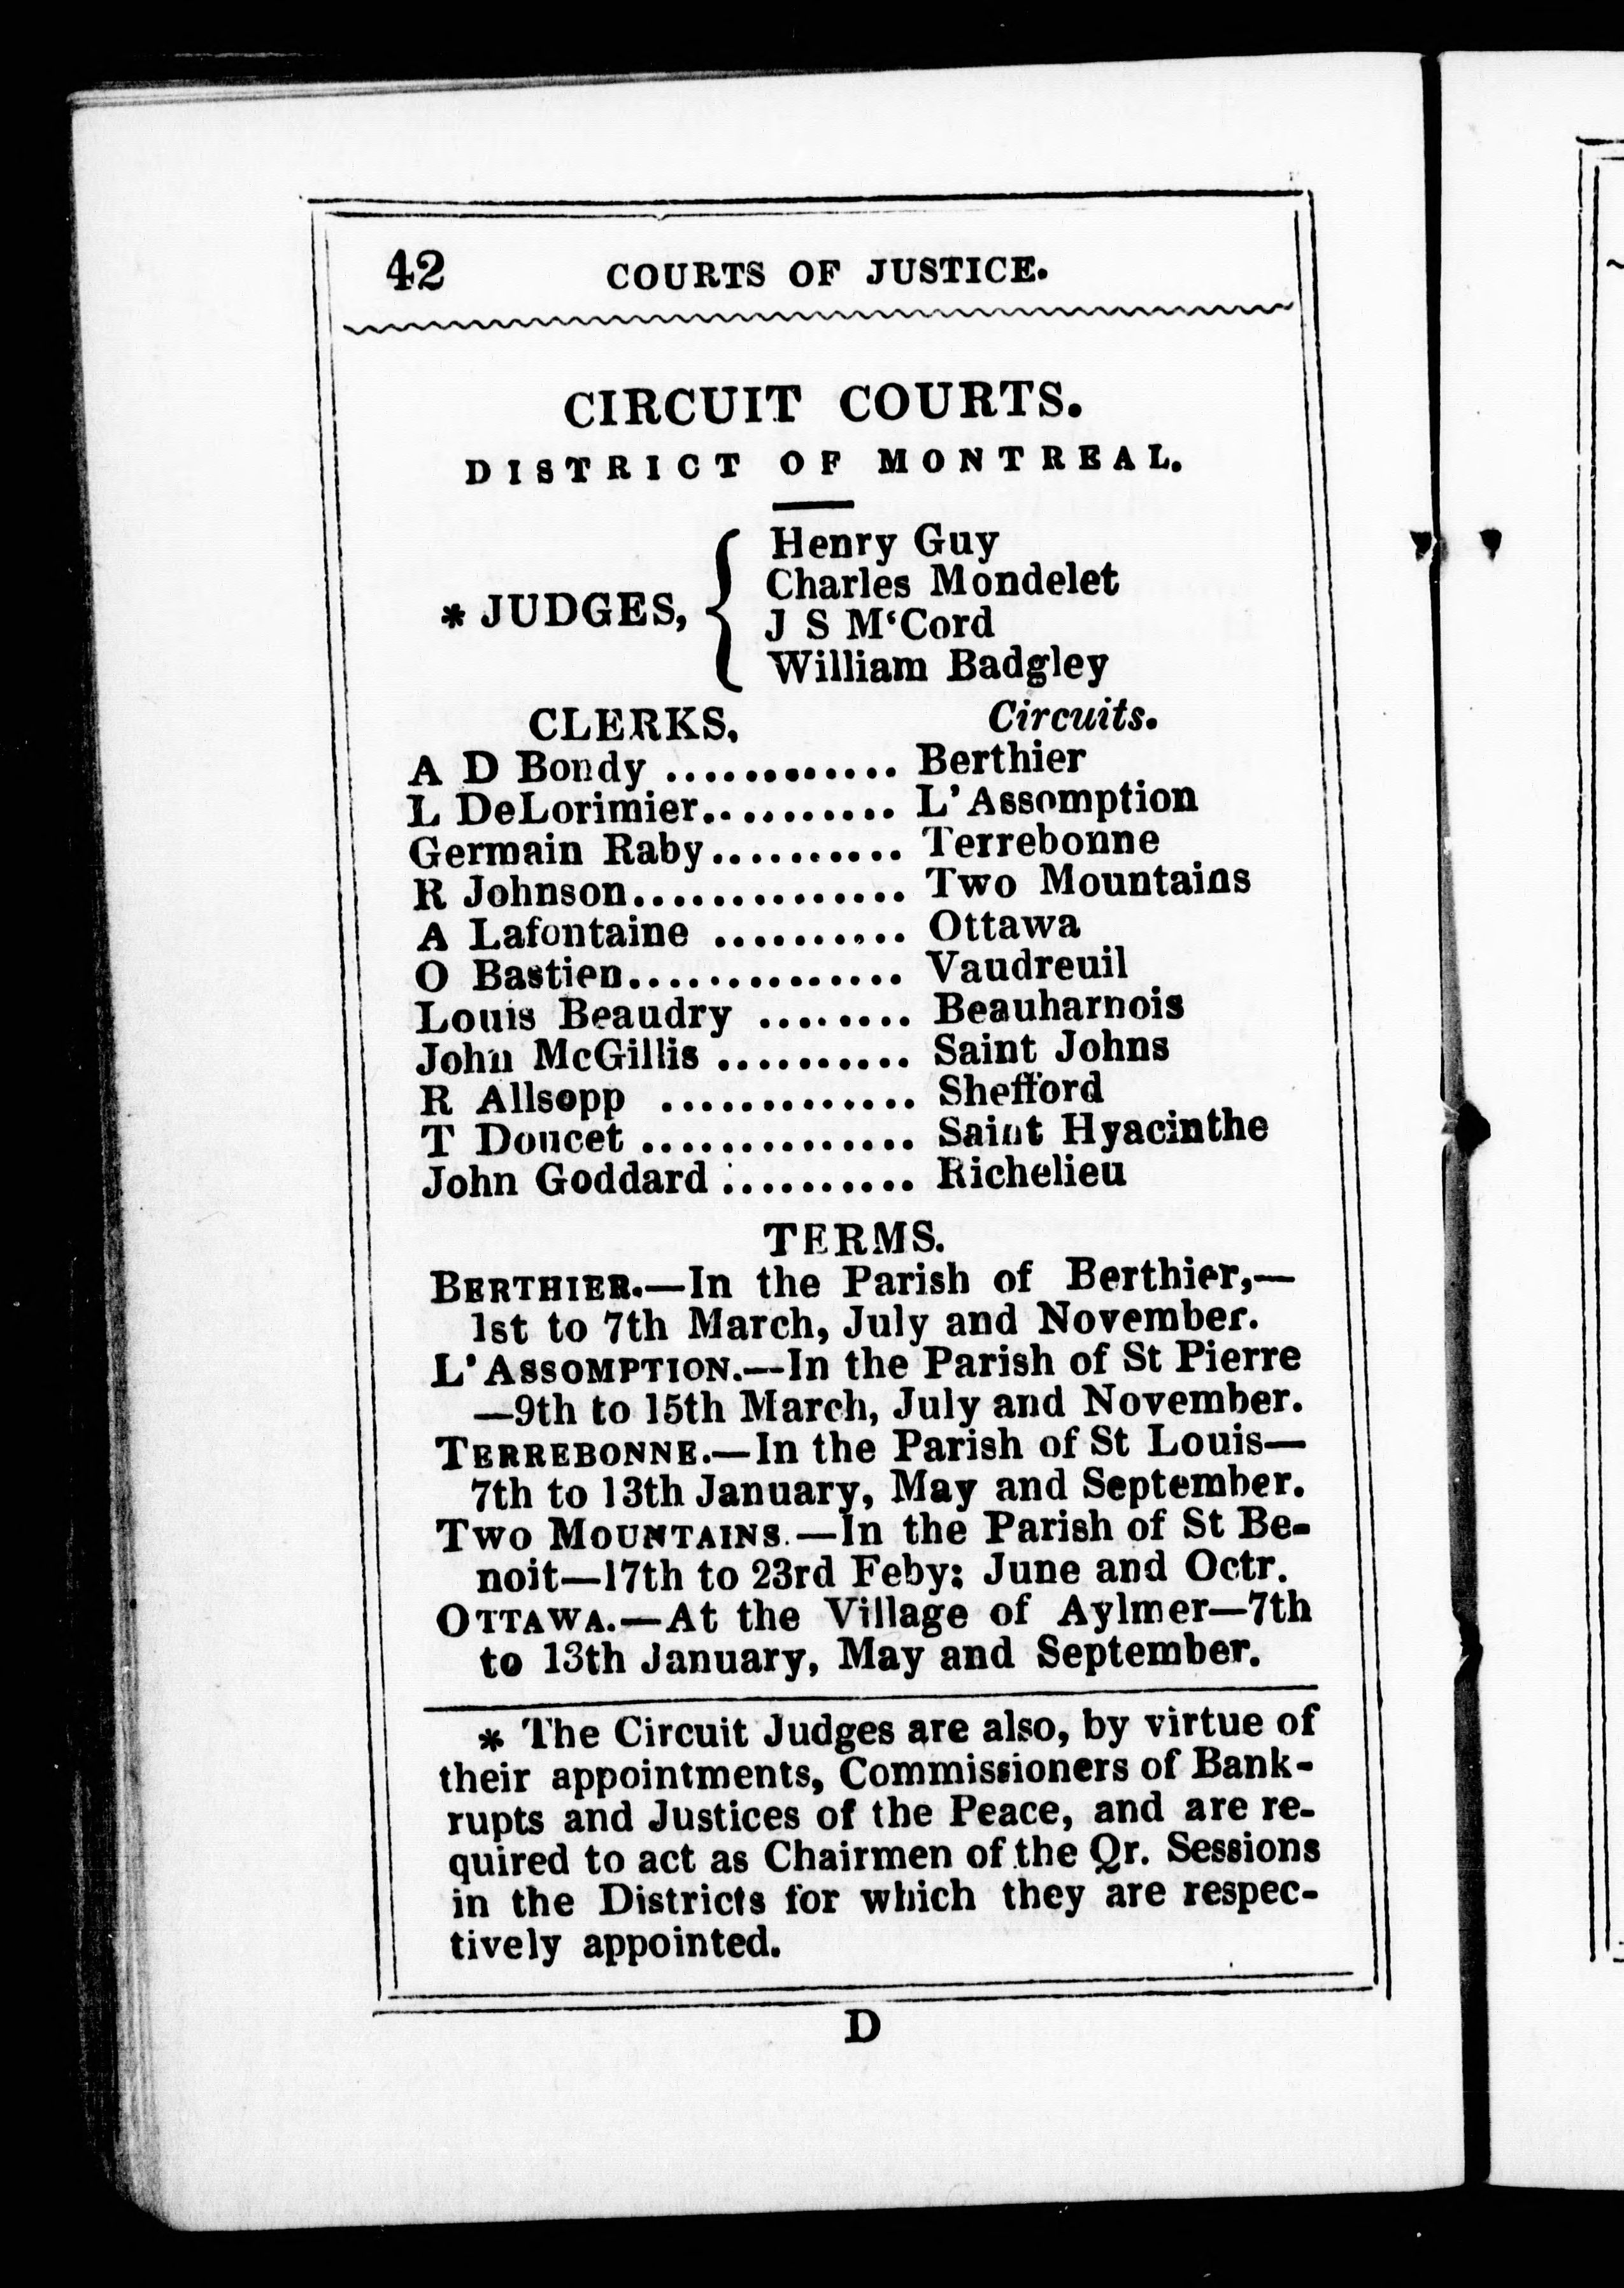 42 COURTS OF JUSTICE.
CIRCUIT COURTS.
DISTRICT OF MONTREAL.
* JUDGES, { Henry Guy
Charles Mondelet
J S M‘Cord
William Badgley
CLERKS, Circuits.
A D Bondy ............ Berthier
L DeLorimier.......... L’Assomption
Germain Raby.......... Terrebonne
R Johnson.............. Two Mountains
A Lafontaine .......... Ottawa
O Bastien.............. Vaudreuil
Louis Beaudry ........ Beauharnois
John McGillis .......... Saint Johns
R Allsopp ............. Shefford
T Doucet .............. Saint Hyacinthe
John Goddard .......... Richelieu
TERMS.
BERTHIER.—In the Parish of Berthier,—
1st to 7th March, July and November.
L’ASSOMPTION.—In the Parish of St Pierre
—9th to 15th March, July and November.
TERREBONNE.—In the Parish of St Louis—
7th to 13th January, May and September.
TWO MOUNTAINS.—In the Parish of St Be-
noit—17th to 23rd Feby; June and Octr.
OTTAWA.—At the Village of Aylmer—7th
to 13th January, May and September.
* The Circuit Judges are also, by virtue of
their appointments, Commissioners of Bank-
rupts and Justices of the Peace, and are re-
quired to act as Chairmen of the Qr. Sessions
in the Districts for which they are respec-
tively appointed.
D